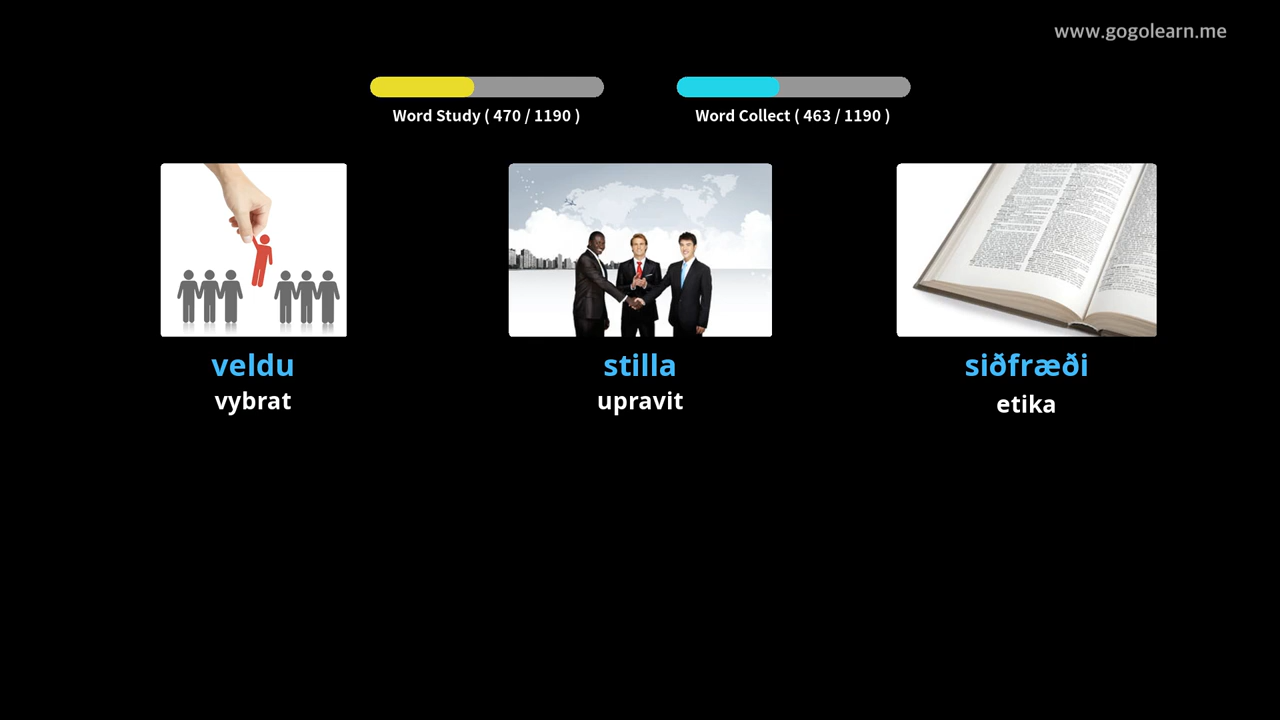 www.gogolearn.me
Word Study ( 470 / 1190 )
Word Collect ( 463 / 1190 )
veldu
vybrat
stilla
upravit
siðfræði
etika